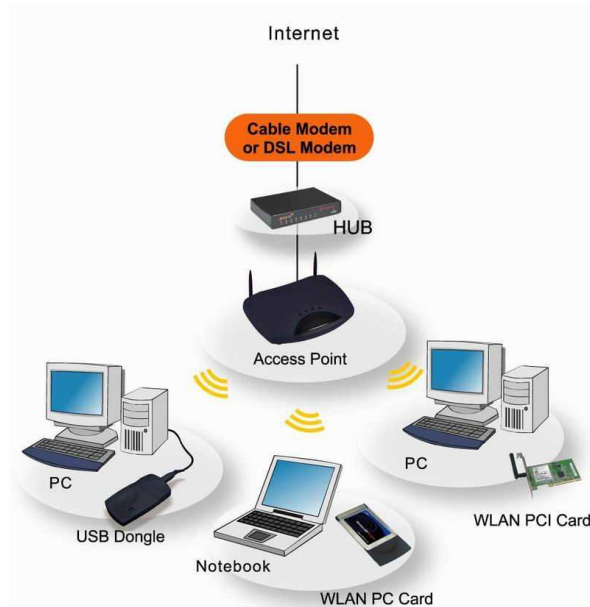 Internet
Cable Modem
or DSL Modem
HUB
Access Point
PC
USB Dongle
Notebook
WLAN PC Card
PC
WLAN PCI Card